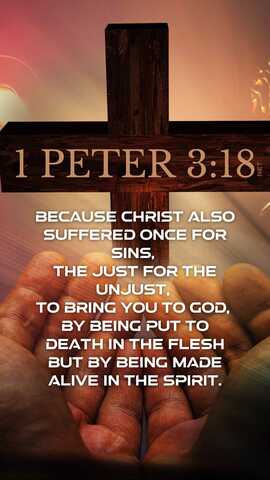 1 PETER 3:18
NET
BECAUSE CHRIST ALSO
SUFFERED ONCE FOR
SINS,
THE JUST FOR THE
UNJUST,
TO BRING YOU TO GOD,
BY BEING PUT TO
DEATH IN THE FLESH
BUT BY BEING MADE
ALIVE IN THE SPIRIT.